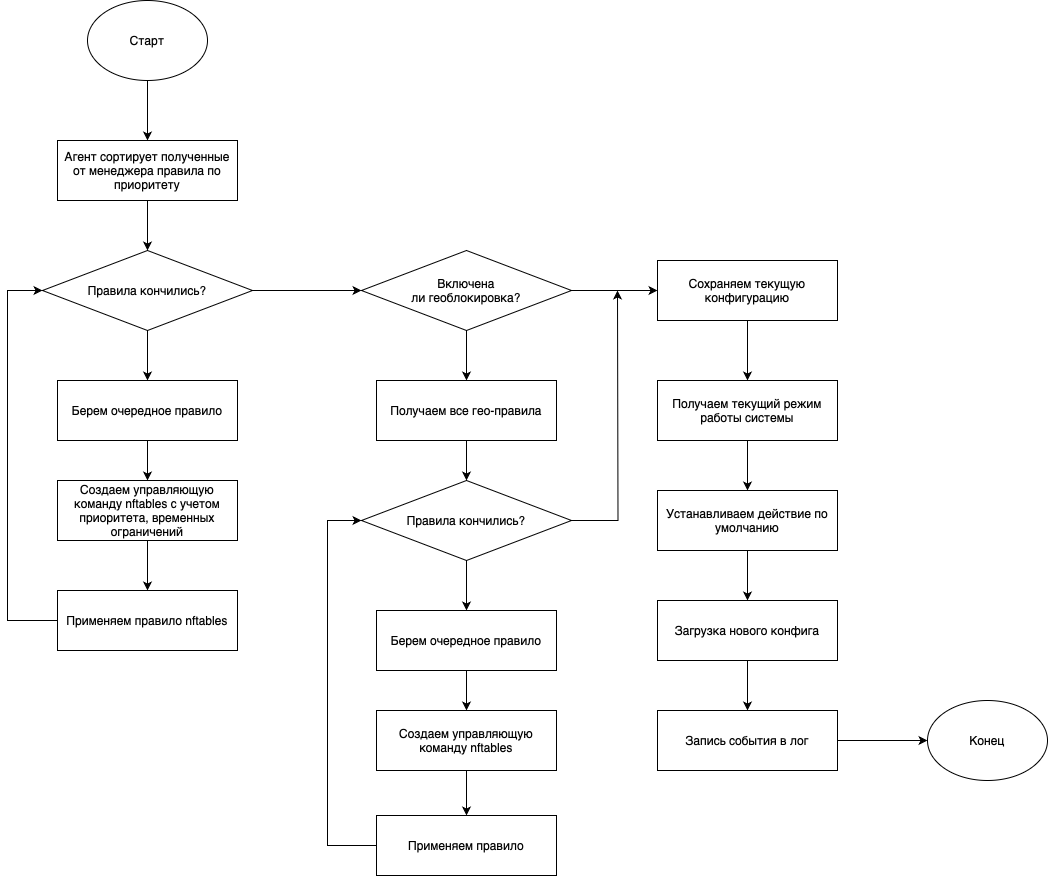 Старт
Агент сортирует полученные
от менеджера правила по
приоритету
Правила кончились?
Берем очередное правило
Создаем управляющую
команду nftables с учетом
приоритета, временных
ограничений
Применяем правило nftables
Включена
ли геоблокировка?
Получаем все гео-правила
Правила кончились?
Берем очередное правило
Создаем управляющую
команду nftables
Применяем правило
Сохраняем текущую
конфигурацию
Получаем текущий режим
работы системы
Устанавливаем действие по
умолчанию
Загрузка нового конфига
Запись события в лог
Конец